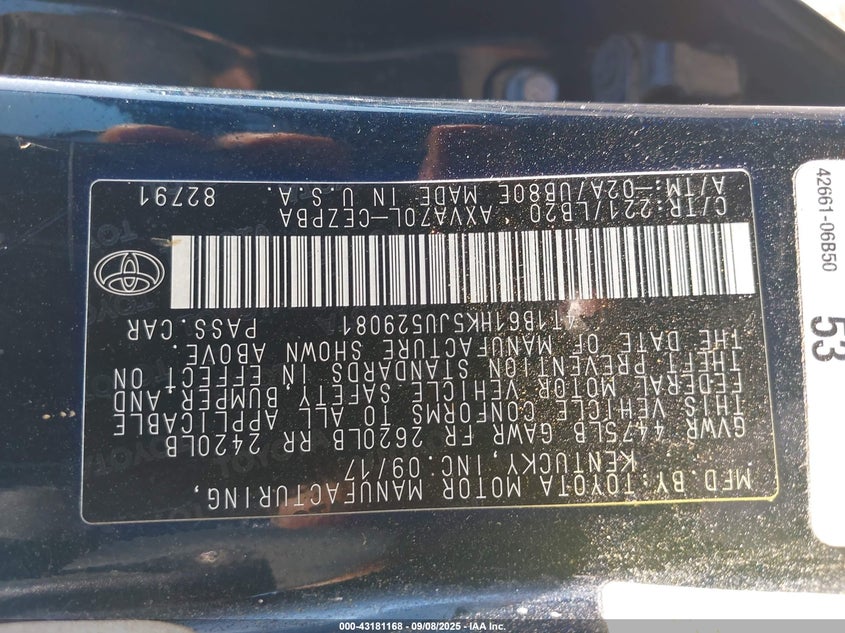 MFD.BY: TOYOTA MOTOR MANUFACTURING,
KENTUCKY, INC. 09/17
GVWR 4475LB GAWR FR 2620LB RR 2420LB
THIS VEHICLE CONFORMS TO ALL APPLICABLE
FEDERAL MOTOR VEHICLE SAFETY, BUMPER, AND
THEFT PREVENTION STANDARDS IN EFFECT ON
THE DATE OF MANUFACTURE SHOWN ABOVE.
4T1B61HK5JU529081 PASS. CAR
C/TR: 221/LB20 AXVA70L-CEZPBA
A/TM: -02A/UB80E MADE IN U.S.A. 82791
42661-06B50
53
000-43181168 - 09/08/2025 - IAA Inc.